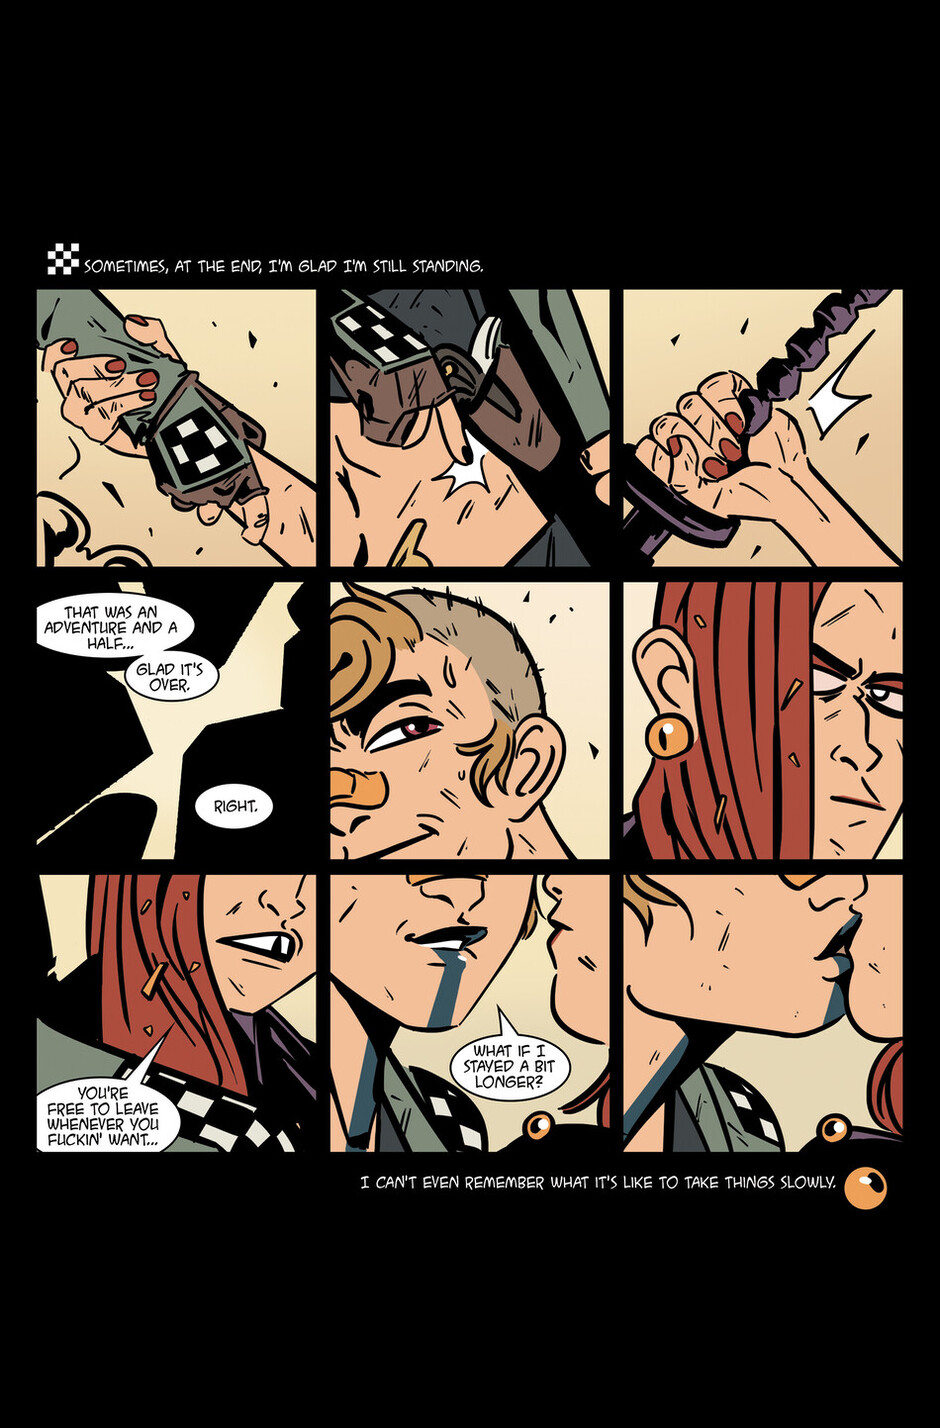 SOMETIMES, AT THE END, I'M GLAD I'M STILL STANDING.
THAT WAS AN
ADVENTURE AND A
HALF...
GLAD IT'S
OVER.
RIGHT.
YOU'RE
FREE TO LEAVE
WHENEVER YOU
FUCKIN' WANT...
WHAT IF I
STAYED A BIT
LONGER?
I CAN'T EVEN REMEMBER WHAT IT'S LIKE TO TAKE THINGS SLOWLY.